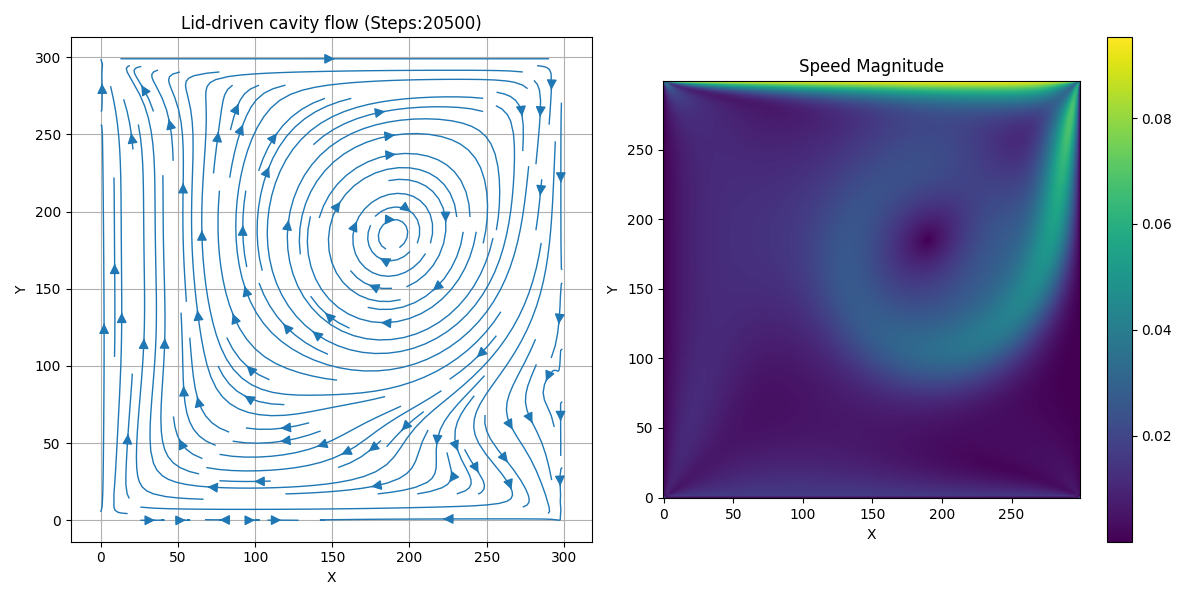 Lid-driven cavity flow (Steps:20500)
300
250
200
150
100
50
0
Y
0 50 100 150 200 250 300
X
Speed Magnitude
250
200
150
100
50
0
Y
0 50 100 150 200 250
X
0.08
0.06
0.04
0.02